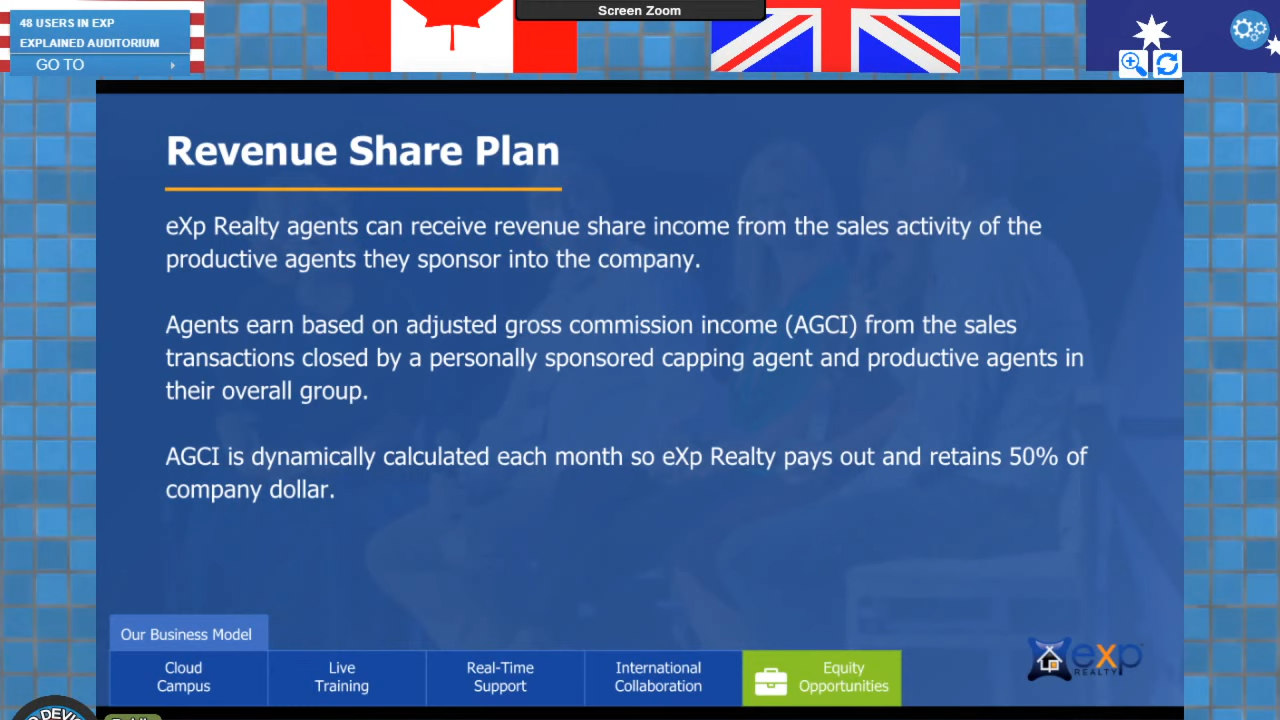 Screen Zoom
48 USERS IN EXP
EXPLAINED AUDITORIUM
GO TO
Revenue Share Plan
eXp Realty agents can receive revenue share income from the sales activity of the
productive agents they sponsor into the company.
Agents earn based on adjusted gross commission income (AGCI) from the sales
transactions closed by a personally sponsored capping agent and productive agents in
their overall group.
AGCI is dynamically calculated each month so eXp Realty pays out and retains 50% of
company dollar.
Our Business Model
Cloud
Campus
Live
Training
Real-Time
Support
International
Collaboration
Equity
Opportunities
eXp
REALTY